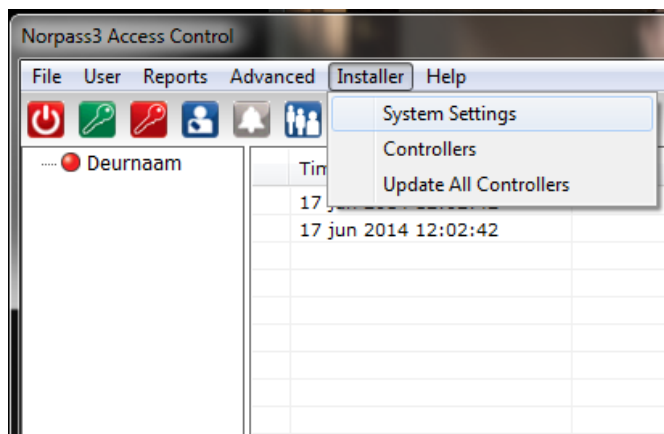 Norpass3 Access Control
File User Reports Advanced Installer Help
System Settings
Controllers
Update All Controllers
Deurnaam
17 jun 2014 12:02:42